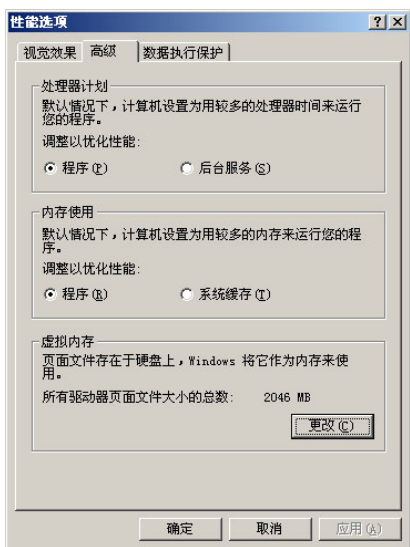 性能选项
视觉效果 高级 数据执行保护
处理器计划
默认情况下，计算机设置为用较多的处理器时间来运行
您的程序。
调整以优化性能:
程序(P) 后台服务(S)
内存使用
默认情况下，计算机设置为用较多的内存来运行您的程
序。
调整以优化性能:
程序(R) 系统缓存(T)
虚拟内存
页面文件存在于硬盘上，Windows 将它作为内存来使
用。
所有驱动器页面文件大小的总数: 2046 MB
更改(C)
确定 取消 应用(A)